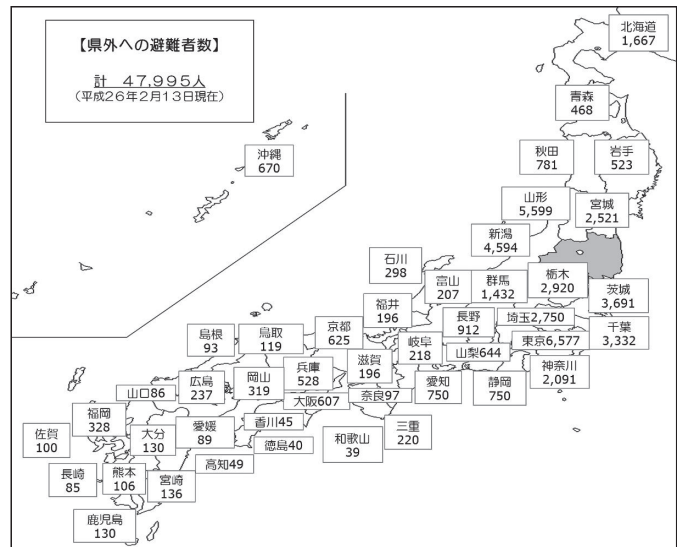 【県外への避難者数】
計 47,995人
(平成26年2月13日現在)
北海道
1,667
青森
468
秋田
781
岩手
523
山形
5,599
宮城
2,521
新潟
4,594
沖縄
670
石川
298
富山
207
群馬
1,432
栃木
2,920
茨城
3,691
福井
196
長野
912
埼玉2,750
千葉
3,332
島根
93
鳥取
119
京都
625
岐阜
218
山梨644
東京6,577
神奈川
2,091
滋賀
196
兵庫
528
岡山
319
広島
237
山口86
大阪607
奈良97
愛知
750
静岡
750
福岡
328
佐賀
100
大分
130
愛媛
89
香川45
徳島40
和歌山
39
三重
220
高知49
長崎
85
熊本
106
宮崎
136
鹿児島
130